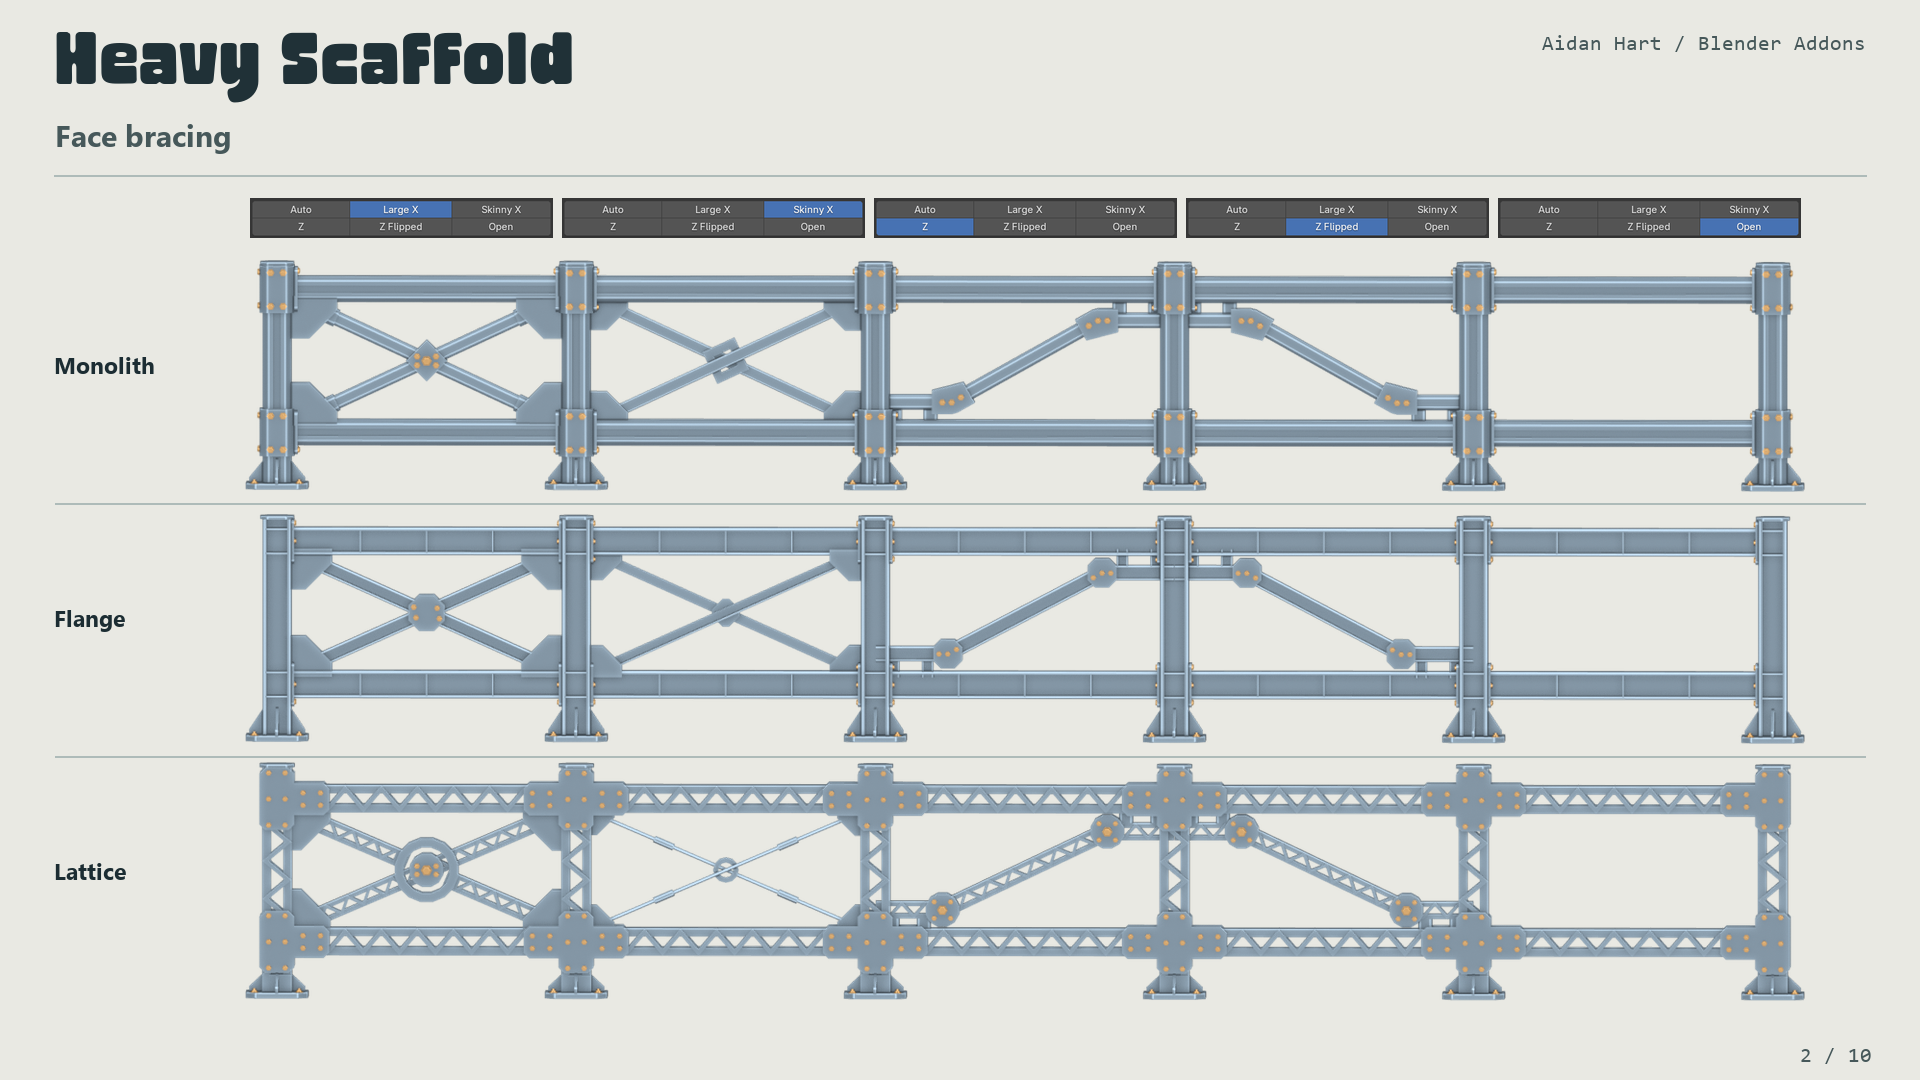 Heavy Scaffold
Aidan Hart / Blender Addons
Face bracing
Auto Large X Skinny X
Z Z Flipped Open
Auto Large X Skinny X
Z Z Flipped Open
Auto Large X Skinny X
Z Z Flipped Open
Auto Large X Skinny X
Z Z Flipped Open
Auto Large X Skinny X
Z Z Flipped Open
Monolith
Flange
Lattice
2 / 10